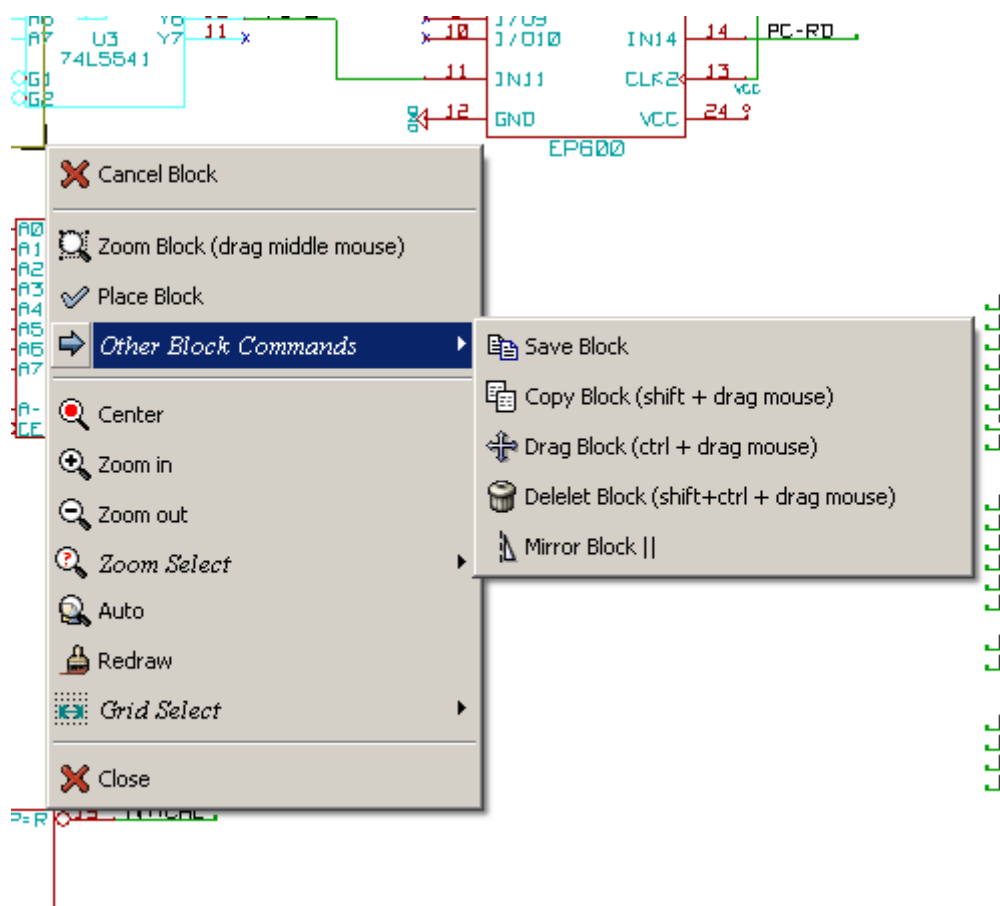 Y6
A7
U3
Y7
11
74LS541
G1
G2
I/O9
10
I/O10
IN14
14
PC-RD
11
IN11
CLK2
13
VCC
12
GND
VCC
24
EP600
Cancel Block
A0
A1
A2
A3
A4
A5
A6
A7
A-
CE
Zoom Block (drag middle mouse)
Place Block
Other Block Commands
Center
Zoom in
Zoom out
Zoom Select
Auto
Redraw
Grid Select
Close
Save Block
Copy Block (shift + drag mouse)
Drag Block (ctrl + drag mouse)
Delelet Block (shift+ctrl + drag mouse)
Mirror Block ||
P=R